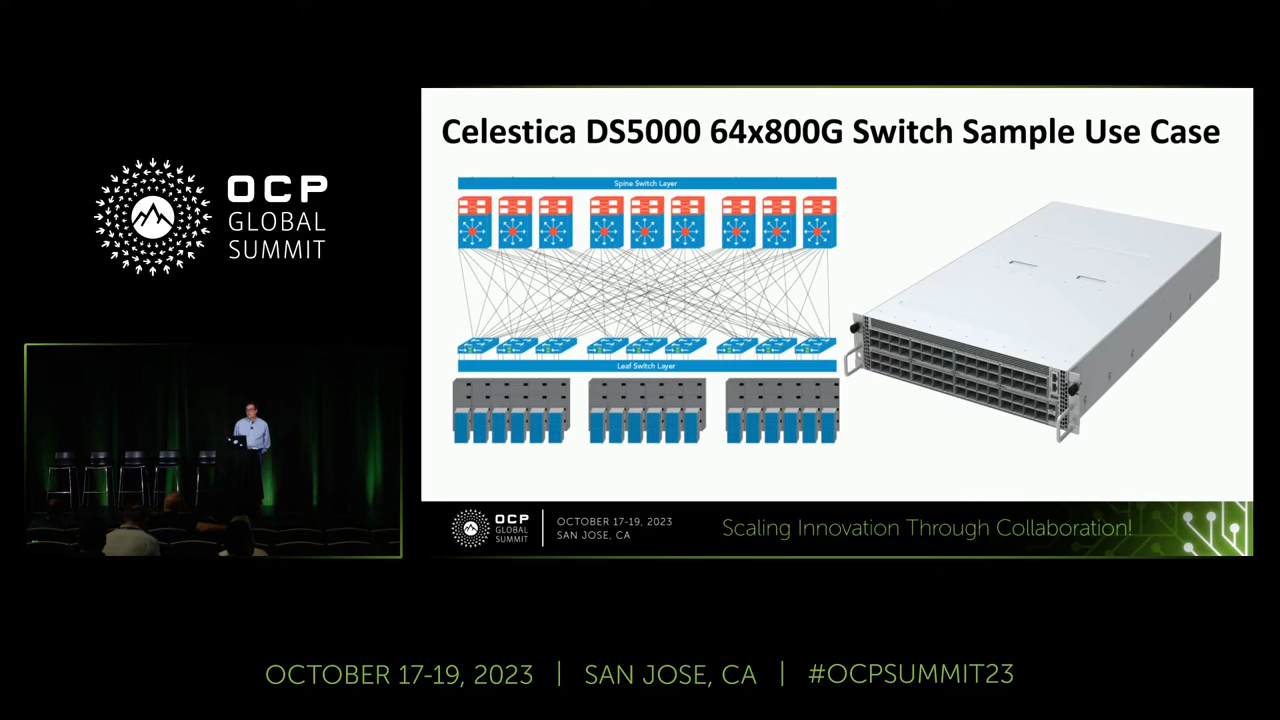 OCP
GLOBAL
SUMMIT
Celestica DS5000 64x800G Switch Sample Use Case
Spine Switch Layer
Leaf Switch Layer
OCP
GLOBAL
SUMMIT
OCTOBER 17-19, 2023
SAN JOSE, CA
Scaling Innovation Through Collaboration!
OCTOBER 17-19, 2023 | SAN JOSE, CA | #OCPSUMMIT23